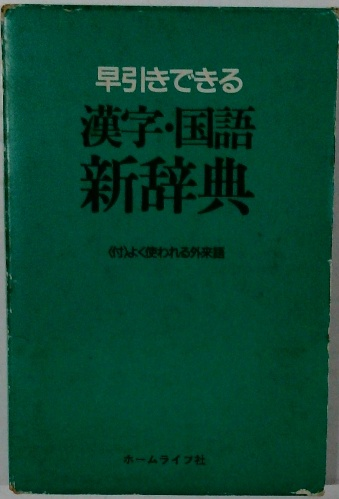 早引きできる
漢字・国語
新辞典
《付》よく使われる外来語
ホームライフ社